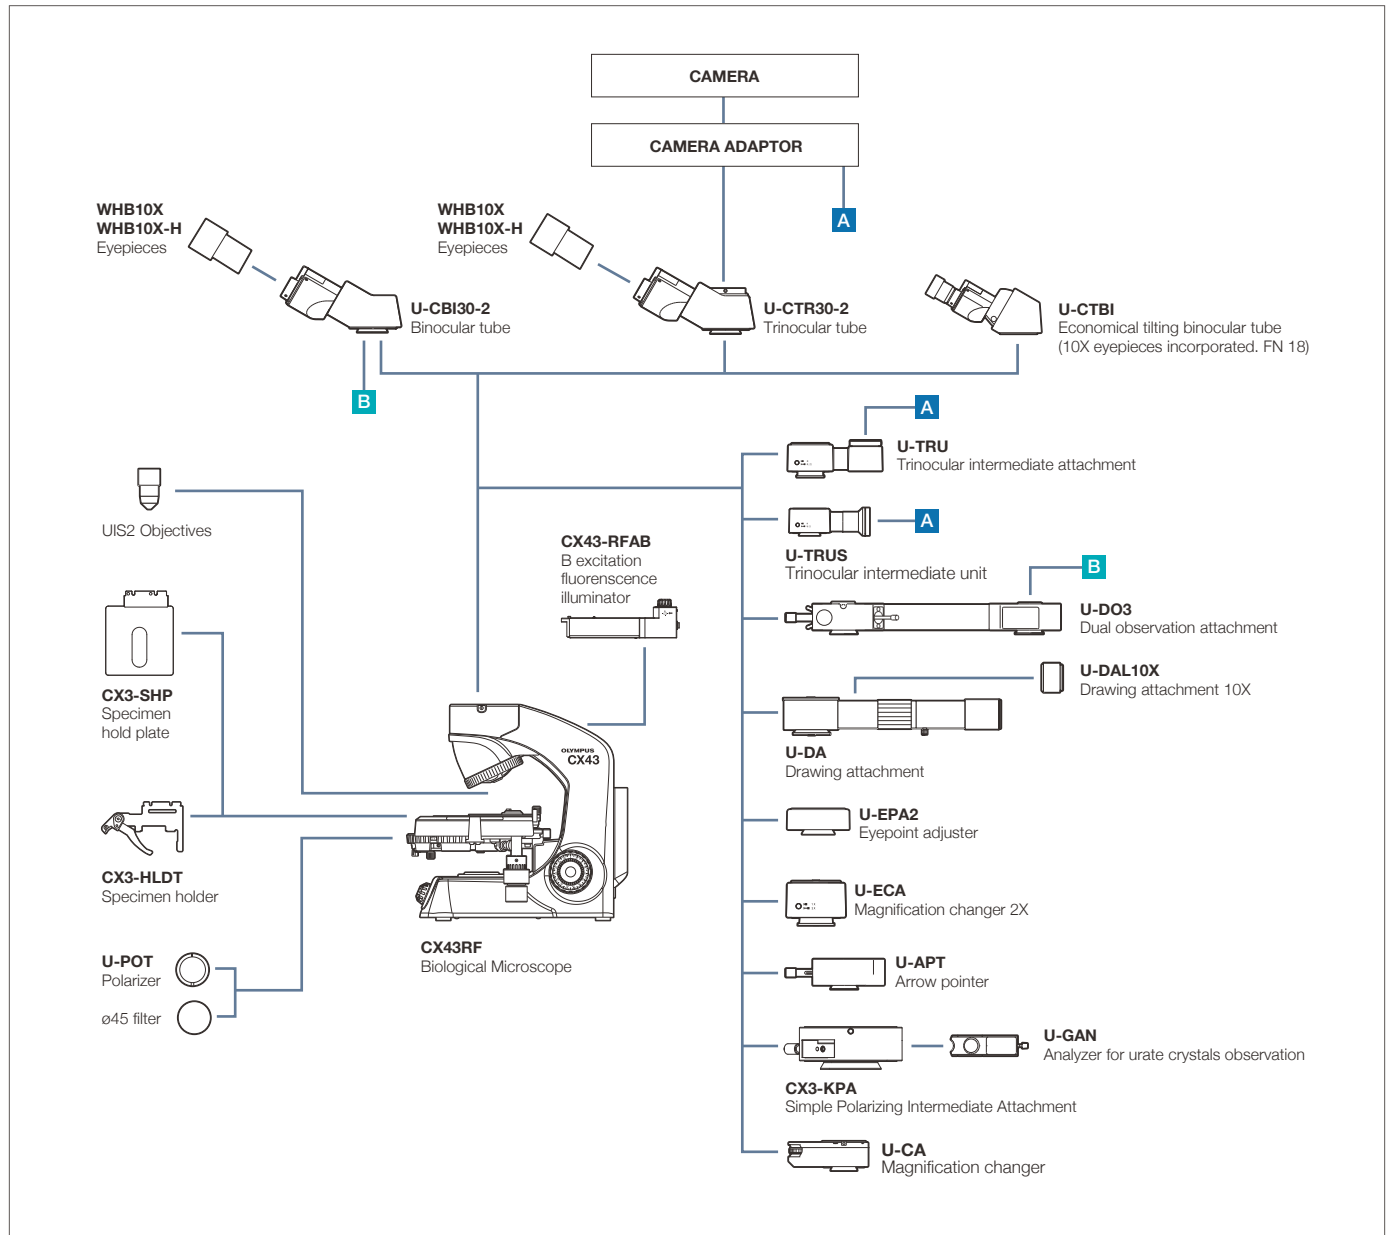 CAMERA
CAMERA ADAPTOR
A
WHB10X
WHB10X-H
Eyepieces
WHB10X
WHB10X-H
Eyepieces
U-CBI30-2
Binocular tube
U-CTR30-2
Trinocular tube
U-CTBI
Economical tilting binocular tube
(10X eyepieces incorporated. FN 18)
B
A
U-TRU
Trinocular intermediate attachment
UIS2 Objectives
A
CX43-RFAB
B excitation
fluorenscence
illuminator
U-TRUS
Trinocular intermediate unit
B
U-DO3
Dual observation attachment
CX3-SHP
Specimen
hold plate
U-DAL10X
Drawing attachment 10X
OLYMPUS
CX43
U-DA
Drawing attachment
U-EPA2
Eyepoint adjuster
CX3-HLDT
Specimen holder
U-ECA
Magnification changer 2X
CX43RF
Biological Microscope
U-POT
Polarizer
ø45 filter
U-APT
Arrow pointer
U-GAN
Analyzer for urate crystals observation
CX3-KPA
Simple Polarizing Intermediate Attachment
U-CA
Magnification changer